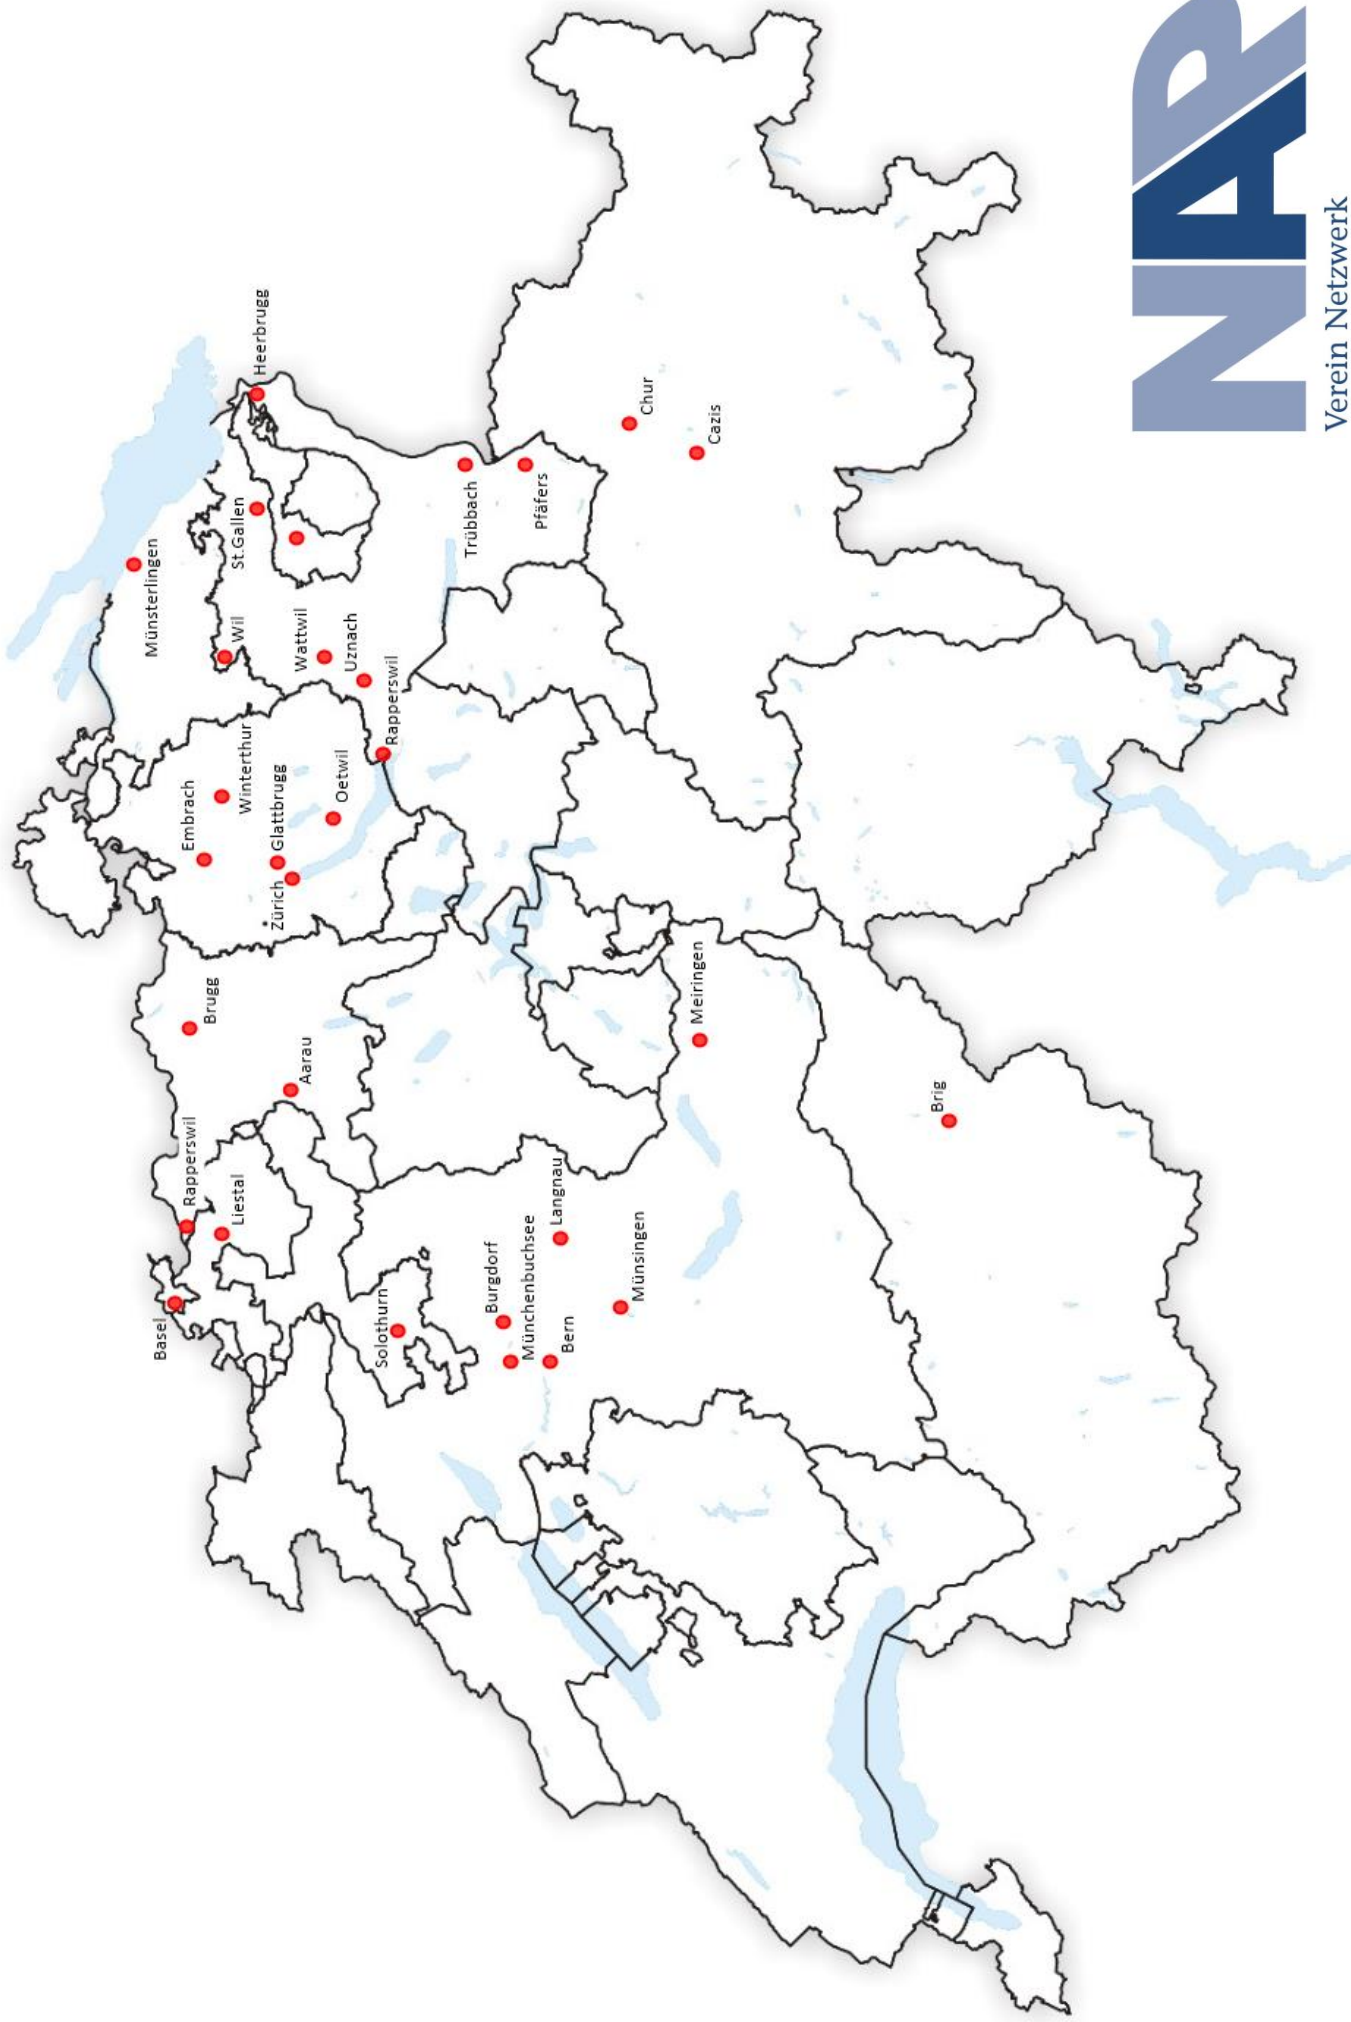 Basel
Rapperswil
Liestal
Brugg
Aarau
Embrach
Winterthur
Glattbrugg
Zürich
Oetwil
Rapperswil
Münsterlingen
Wil
St.Gallen
Heerbrugg
Wattwil
Uznach
Trübbach
Pfäfers
Chur
Cazis
Solothurn
Burgdorf
Münchenbuchsee
Bern
Langnau
Münsingen
Meiringen
Brig
NAR
Verein Netzwerk